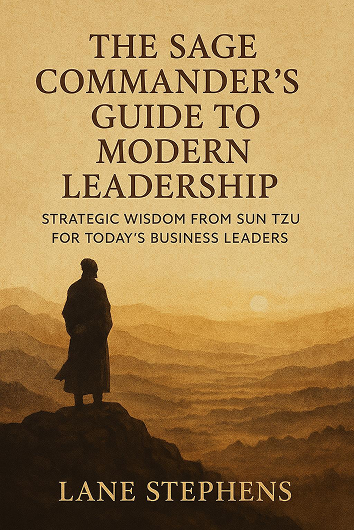 THE SAGE
COMMANDER'S
GUIDE TO
MODERN
LEADERSHIP
STRATEGIC WISDOM FROM SUN TZU
FOR TODAY'S BUSINESS LEADERS
LANE STEPHENS